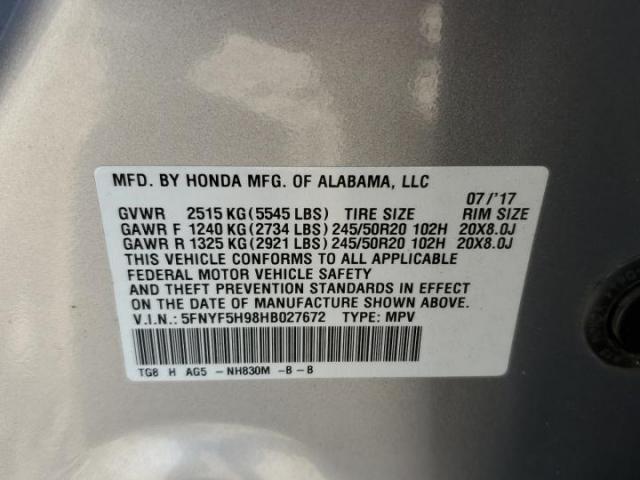 MFD. BY HONDA MFG. OF ALABAMA, LLC
07/'17
GVWR 2515 KG (5545 LBS) TIRE SIZE RIM SIZE
GAWR F 1240 KG (2734 LBS) 245/50R20 102H 20X8.0J
GAWR R 1325 KG (2921 LBS) 245/50R20 102H 20X8.0J
THIS VEHICLE CONFORMS TO ALL APPLICABLE
FEDERAL MOTOR VEHICLE SAFETY
AND THEFT PREVENTION STANDARDS IN EFFECT
ON THE DATE OF MANUFACTURE SHOWN ABOVE.
V.I.N.: 5FNYF5H98HB027672 TYPE: MPV
TG8 H AG5 - NH830M - B - B